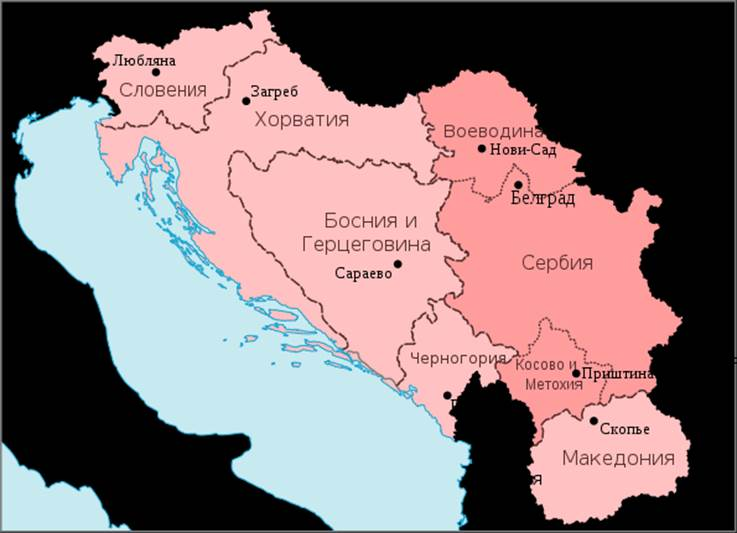 Любляна
Словения
Загреб
Хорватия
Воеводина
Нови-Сад
Белград
Босния и
Герцеговина
Сараево
Сербия
Черногория
Косово и
Метохия
Приштина
Скопье
Македония
я